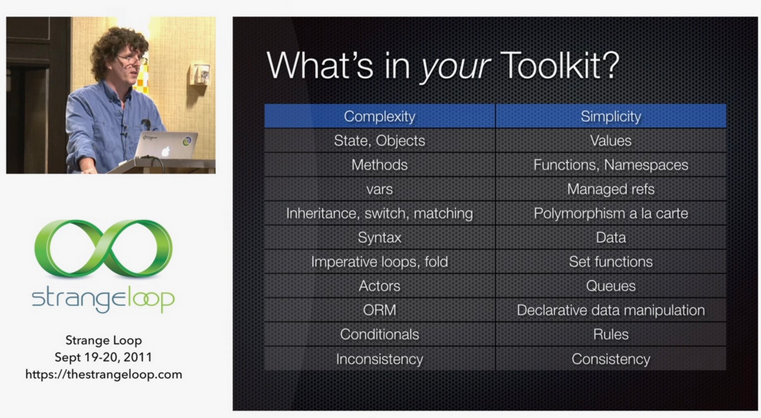 What's in your Toolkit?
Complexity Simplicity
State, Objects Values
Methods Functions, Namespaces
vars Managed refs
Inheritance, switch, matching Polymorphism a la carte
Syntax Data
Imperative loops, fold Set functions
Actors Queues
ORM Declarative data manipulation
Conditionals Rules
Inconsistency Consistency
strangeloop
Strange Loop
Sept 19-20, 2011
https://thestrangeloop.com